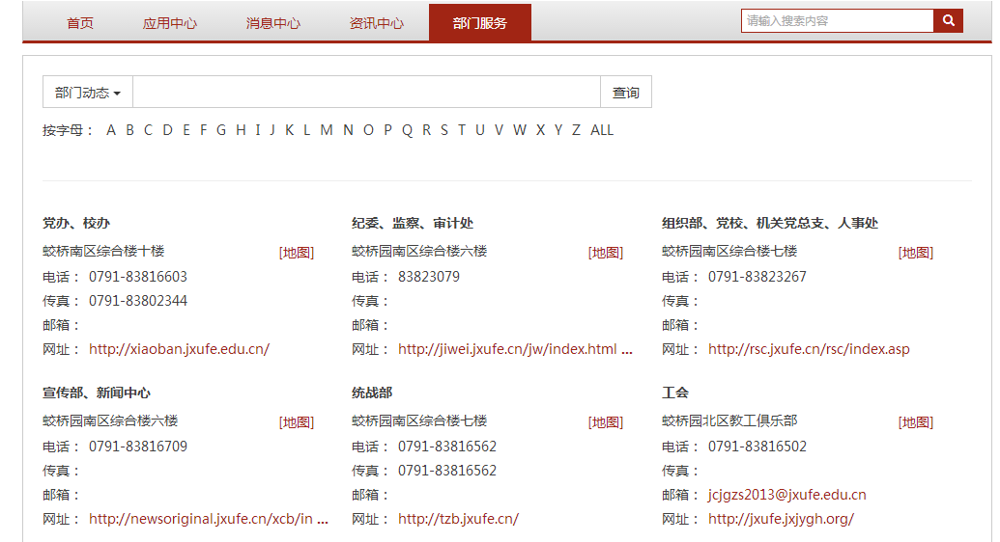 首页 应用中心 消息中心 资讯中心 部门服务 请输入搜索内容
部门动态 查询
按字母： A B C D E F G H I J K L M N O P Q R S T U V W X Y Z ALL
党办、校办
蛟桥南区综合楼十楼 [地图]
电话： 0791-83816603
传真： 0791-83802344
邮箱：
网址： http://xiaoban.jxufe.edu.cn/
纪委、监察、审计处
蛟桥园南区综合楼六楼 [地图]
电话： 83823079
传真：
邮箱：
网址： http://jiwei.jxufe.cn/jw/index.html ...
组织部、党校、机关党总支、人事处
蛟桥园南区综合楼七楼 [地图]
电话： 0791-83823267
传真：
邮箱：
网址： http://rsc.jxufe.cn/rsc/index.asp
宣传部、新闻中心
蛟桥园南区综合楼六楼 [地图]
电话： 0791-83816709
传真：
邮箱：
网址： http://newsoriginal.jxufe.cn/xcb/in ...
统战部
蛟桥园南区综合楼七楼 [地图]
电话： 0791-83816562
传真： 0791-83816562
邮箱：
网址： http://tzb.jxufe.cn/
工会
蛟桥园北区教工俱乐部 [地图]
电话： 0791-83816502
传真：
邮箱： jcjgzs2013@jxufe.edu.cn
网址： http://jxufe.jxjygh.org/